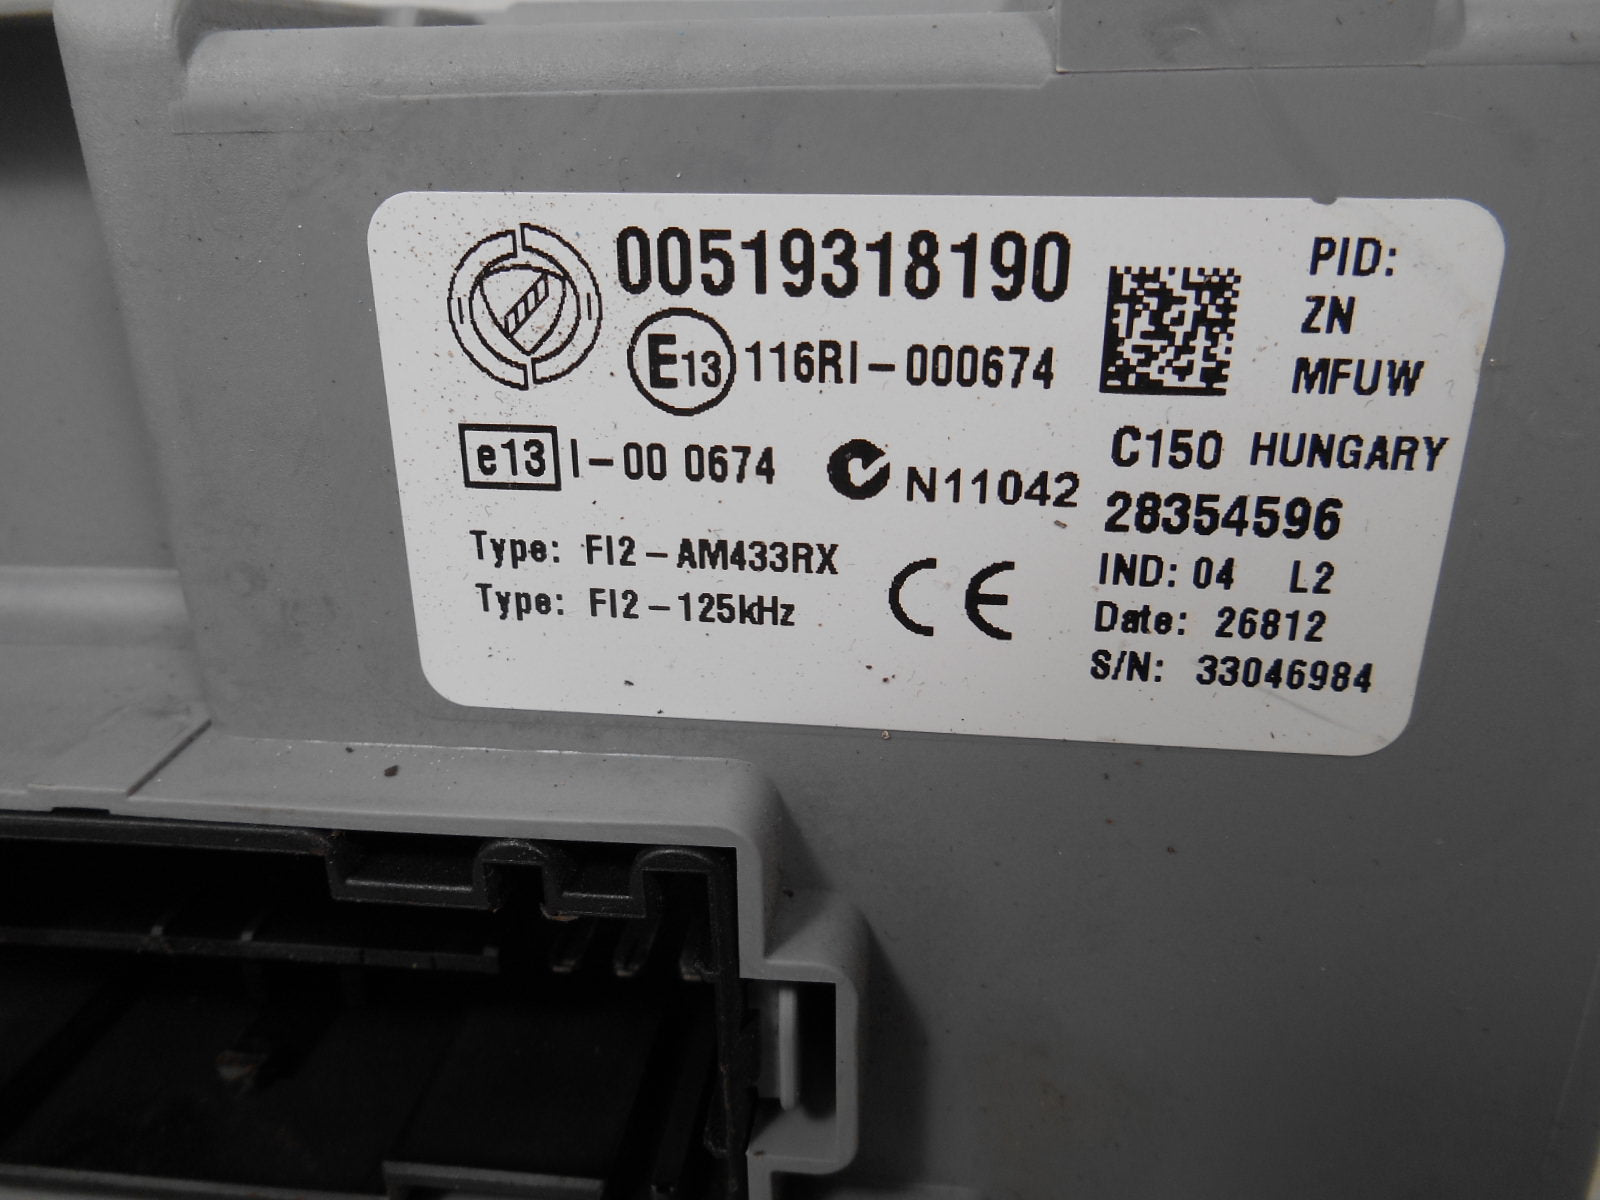 00519318190
E13 116RI-000674
e13 I-00 0674
N11042
Type: FI2-AM433RX
Type: FI2-125kHz
CE
PID:
ZN
MFUW
C150 HUNGARY
28354596
IND: 04 L2
Date: 26812
S/N: 33046984